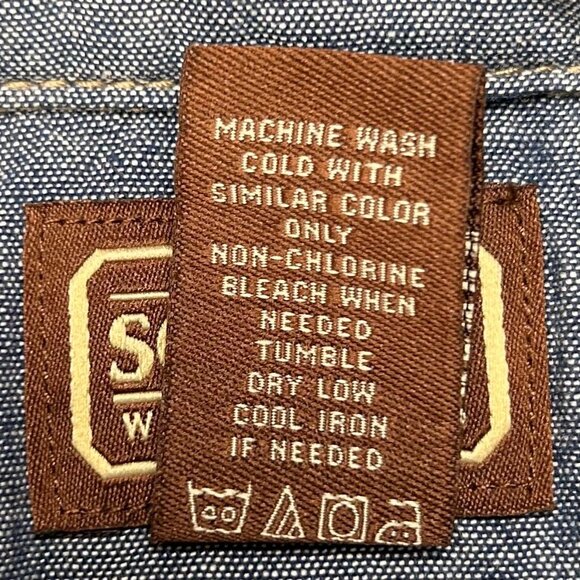 MACHINE WASH
COLD WITH
SIMILAR COLOR
ONLY
NON-CHLORINE
BLEACH WHEN
NEEDED
TUMBLE
DRY LOW
COOL IRON
IF NEEDED